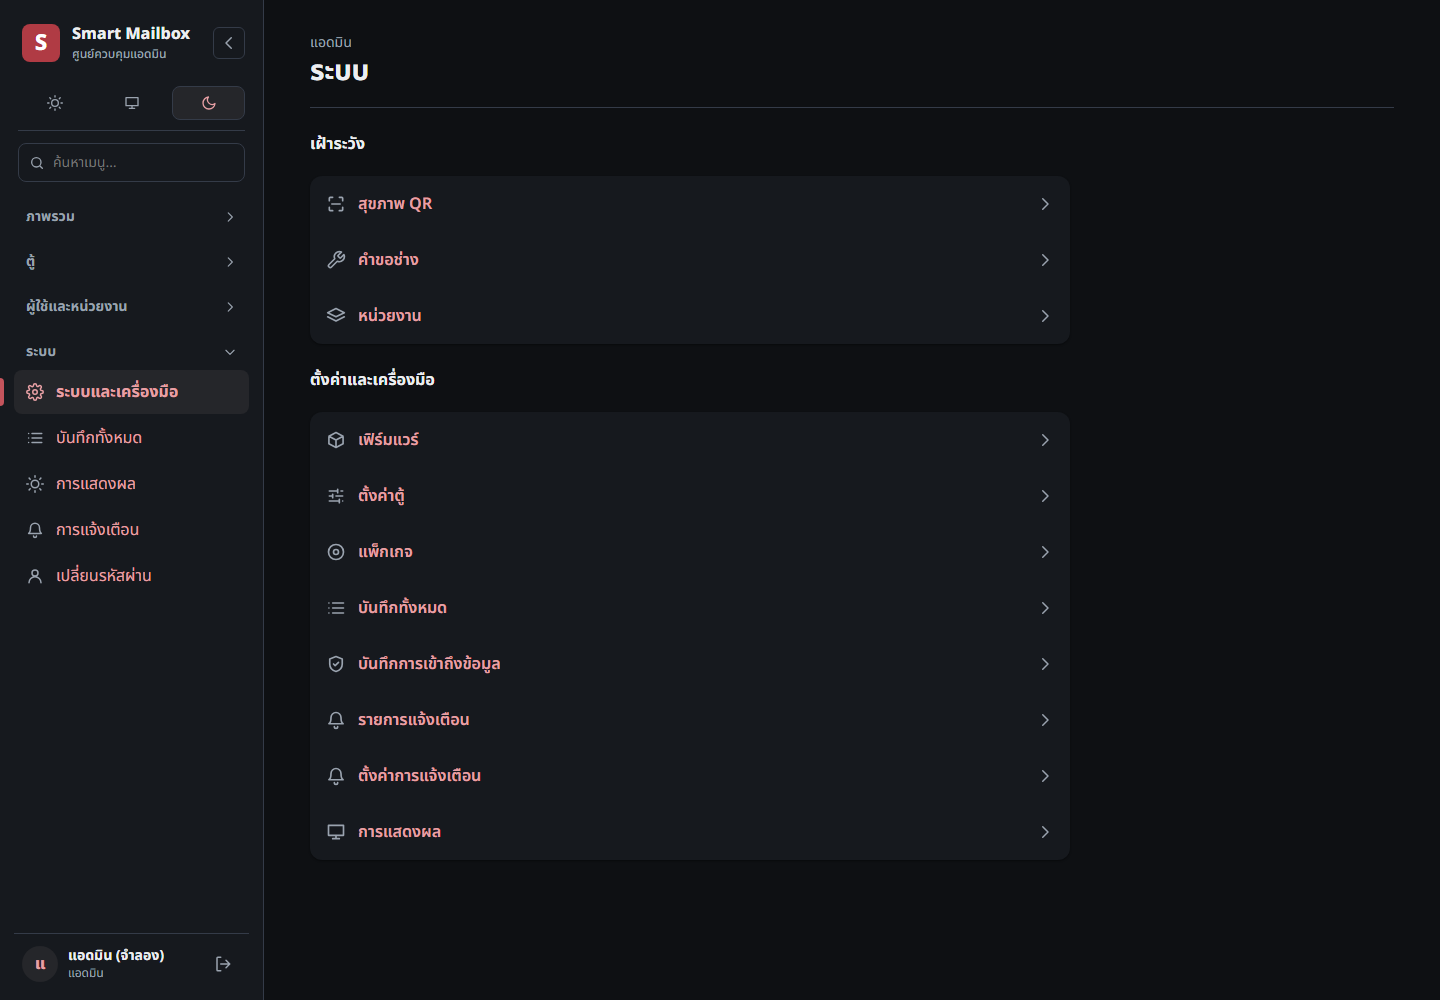 S
Smart Mailbox
ศูนย์ควบคุมแอดมิน
ค้นหาเมนู...
ภาพรวม
ตู้
ผู้ใช้และหน่วยงาน
ระบบ
ระบบและเครื่องมือ
บันทึกทั้งหมด
การแสดงผล
การแจ้งเตือน
เปลี่ยนรหัสผ่าน
แ
แอดมิน (จำลอง)
แอดมิน
แอดมิน
ระบบ
เฝ้าระวัง
สุขภาพ QR
คำขอช่าง
หน่วยงาน
ตั้งค่าและเครื่องมือ
เฟิร์มแวร์
ตั้งค่าตู้
แพ็กเกจ
บันทึกทั้งหมด
บันทึกการเข้าถึงข้อมูล
รายการแจ้งเตือน
ตั้งค่าการแจ้งเตือน
การแสดงผล